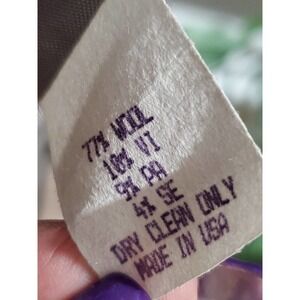 77% WOOL
10% VI
9% PA
4% SE
DRY CLEAN ONLY
MADE IN USA